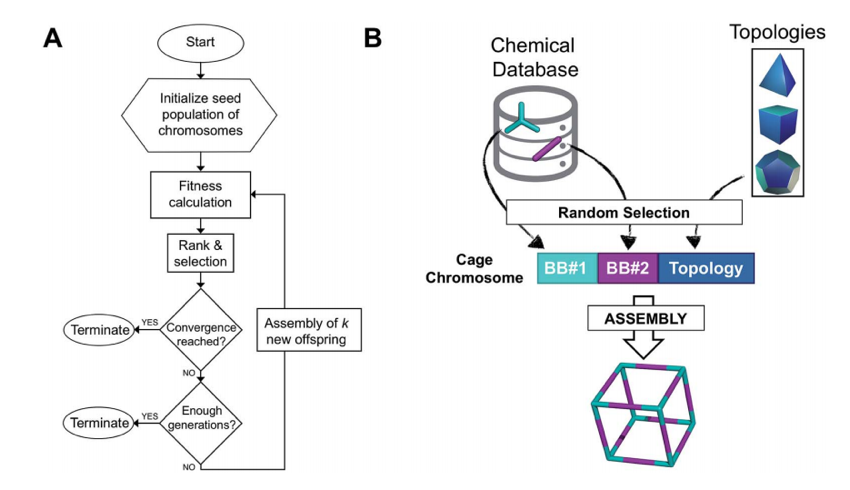 A
Start
Initialize seed
population of
chromosomes
Fitness
calculation
Rank &
selection
Convergence
reached?
YES
Terminate
NO
Enough
generations?
YES
Terminate
NO
Assembly of k
new offspring
B
Chemical
Database
Topologies
Random Selection
Cage
Chromosome
BB#1
BB#2
Topology
ASSEMBLY